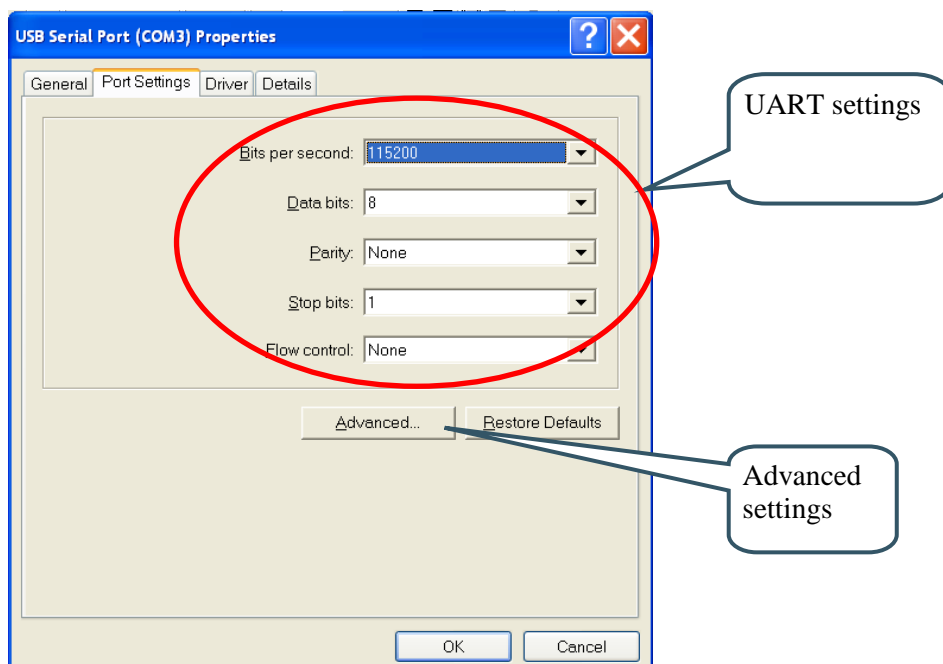 USB Serial Port (COM3) Properties
?
General Port Settings Driver Details
UART settings
Bits per second: 115200
Data bits: 8
Parity: None
Stop bits: 1
Flow control: None
Advanced... Restore Defaults
Advanced
settings
OK Cancel